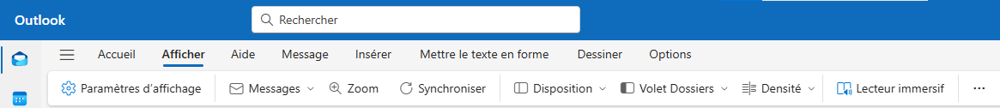 Outlook
Rechercher
Accueil Afficher Aide Message Insérer Mettre le texte en forme Dessiner Options
Paramètres d'affichage Messages Zoom Synchroniser Disposition Volet Dossiers Densité Lecteur immersif ...